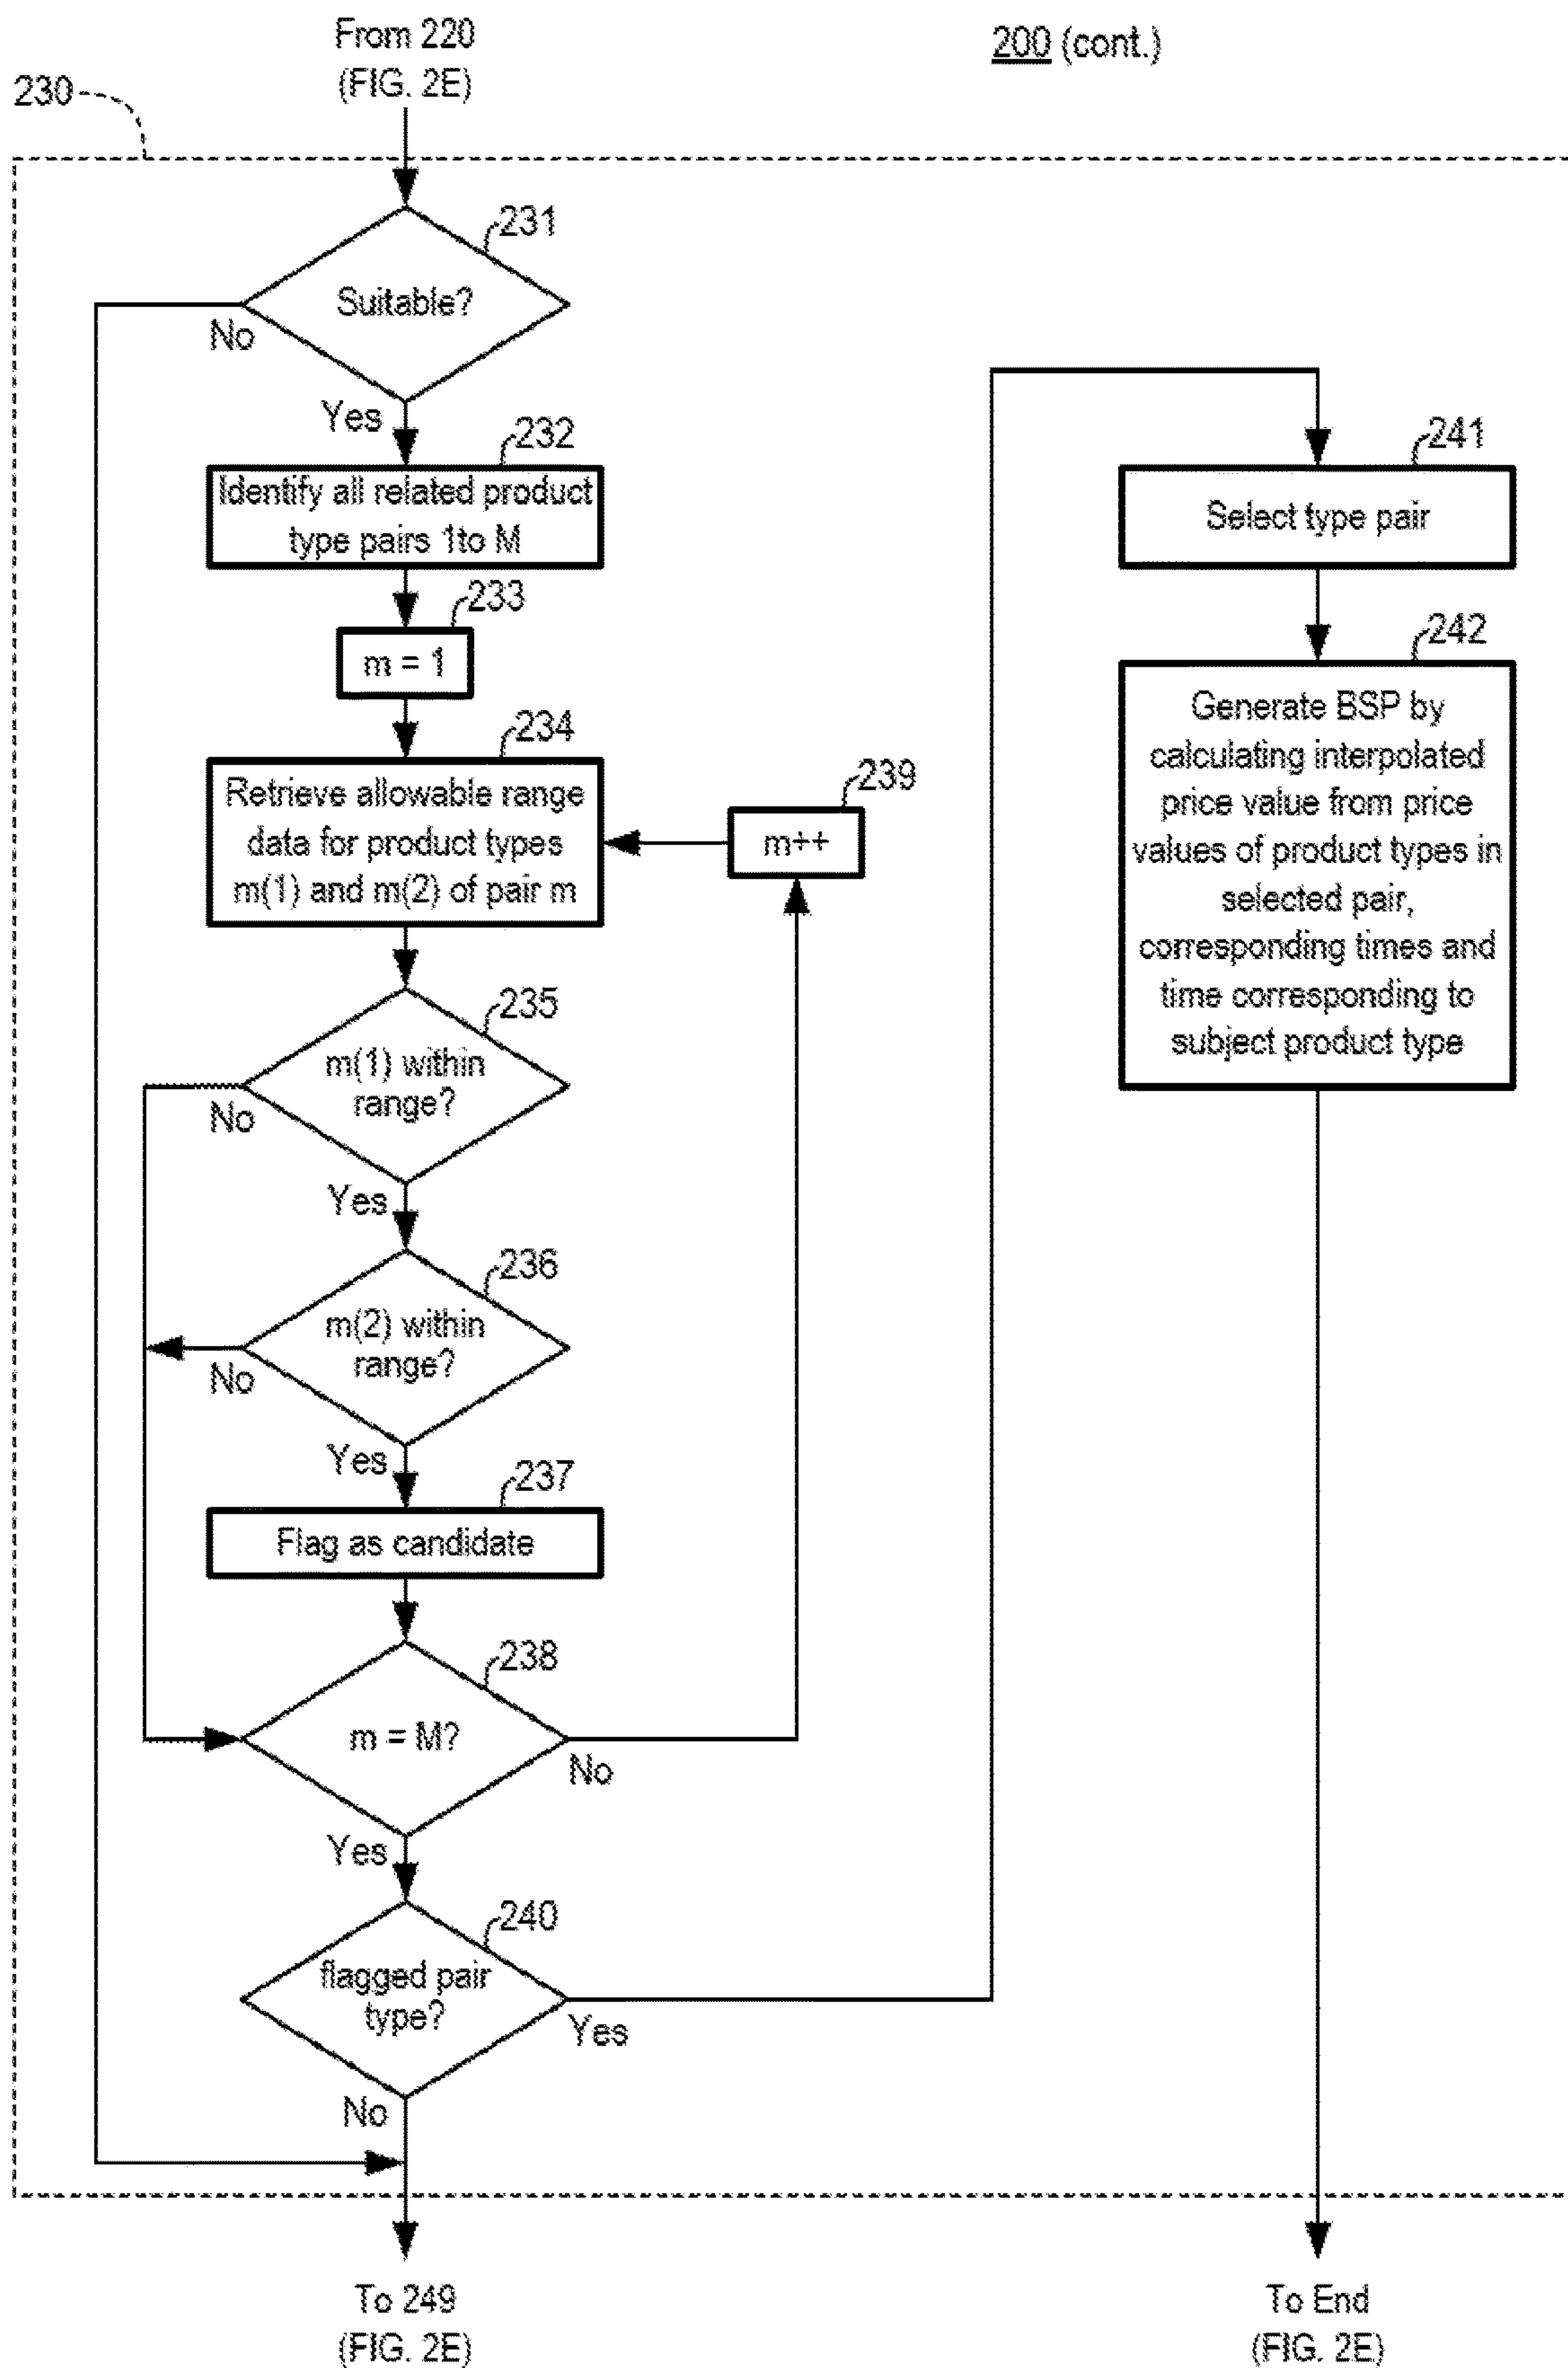 From 220
(FIG. 2E)
200 (cont.)
230
231
Suitable?
No
Yes
232
Identify all related product
type pairs 1to M
233
m = 1
234
Retrieve allowable range
data for product types
m(1) and m(2) of pair m
239
m++
235
m(1) within
range?
No
Yes
236
m(2) within
range?
No
Yes
237
Flag as candidate
238
m = M?
No
Yes
240
flagged pair
type?
Yes
No
241
Select type pair
242
Generate BSP by
calculating interpolated
price value from price
values of product types in
selected pair,
corresponding times and
time corresponding to
subject product type
To 249
(FIG. 2E)
To End
(FIG. 2E)